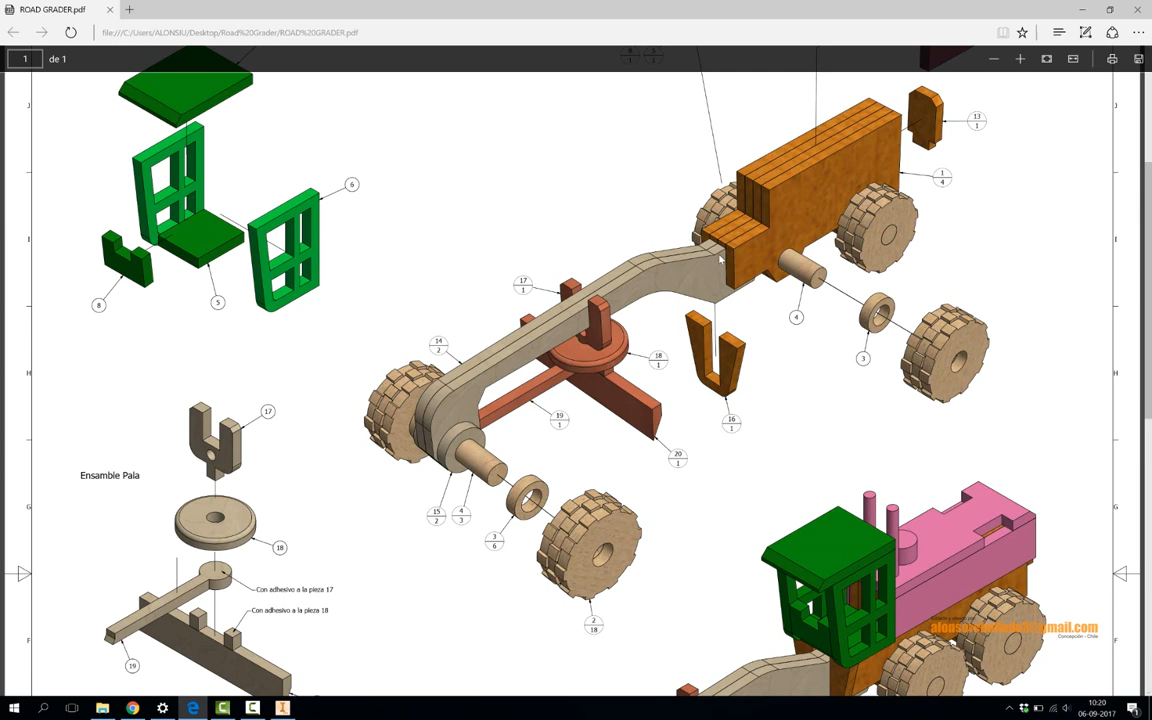 ROAD GRADER.pdf
file:///C:/Users/ALONSIU/Desktop/Road%20Grader/ROAD%20GRADER.pdf
1 de 1
J
J
13
1
1
4
6
8
5
I
I
17
1
4
3
14
2
18
1
H
H
19
1
16
1
17
20
1
Ensamble Pala
G
G
15
2
4
3
3
6
18
Con adhesivo a la pieza 17
Con adhesivo a la pieza 18
2
18
F
F
Concepción - Chile
19
10:20
06-09-2017